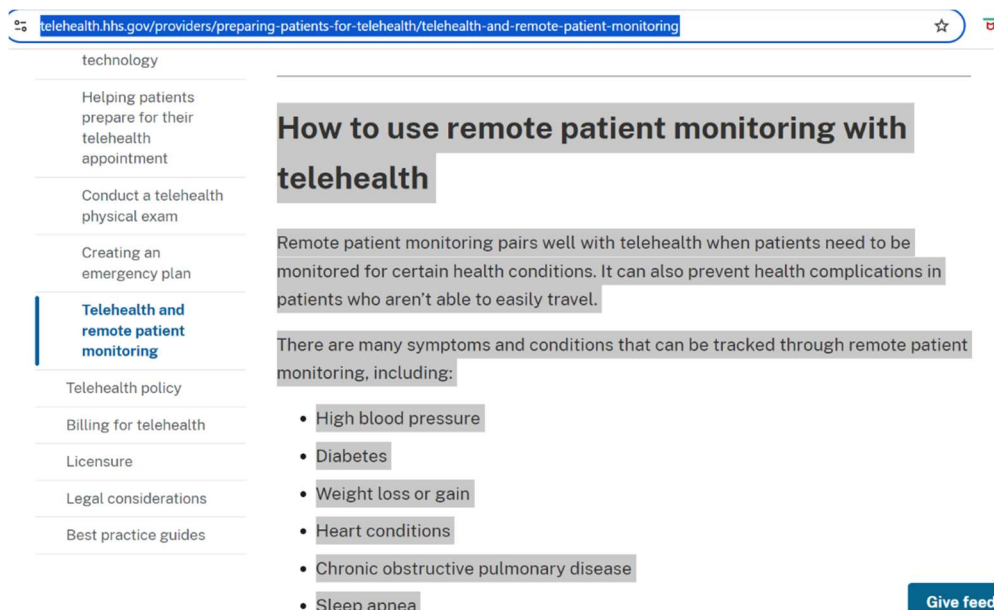 telehealth.hhs.gov/providers/preparing-patients-for-telehealth/telehealth-and-remote-patient-monitoring
technology
Helping patients
prepare for their
telehealth
appointment
Conduct a telehealth
physical exam
Creating an
emergency plan
Telehealth and
remote patient
monitoring
Telehealth policy
Billing for telehealth
Licensure
Legal considerations
Best practice guides
How to use remote patient monitoring with
telehealth
Remote patient monitoring pairs well with telehealth when patients need to be
monitored for certain health conditions. It can also prevent health complications in
patients who aren’t able to easily travel.
There are many symptoms and conditions that can be tracked through remote patient
monitoring, including:
• High blood pressure
• Diabetes
• Weight loss or gain
• Heart conditions
• Chronic obstructive pulmonary disease
• Sleep apnea
Give feed